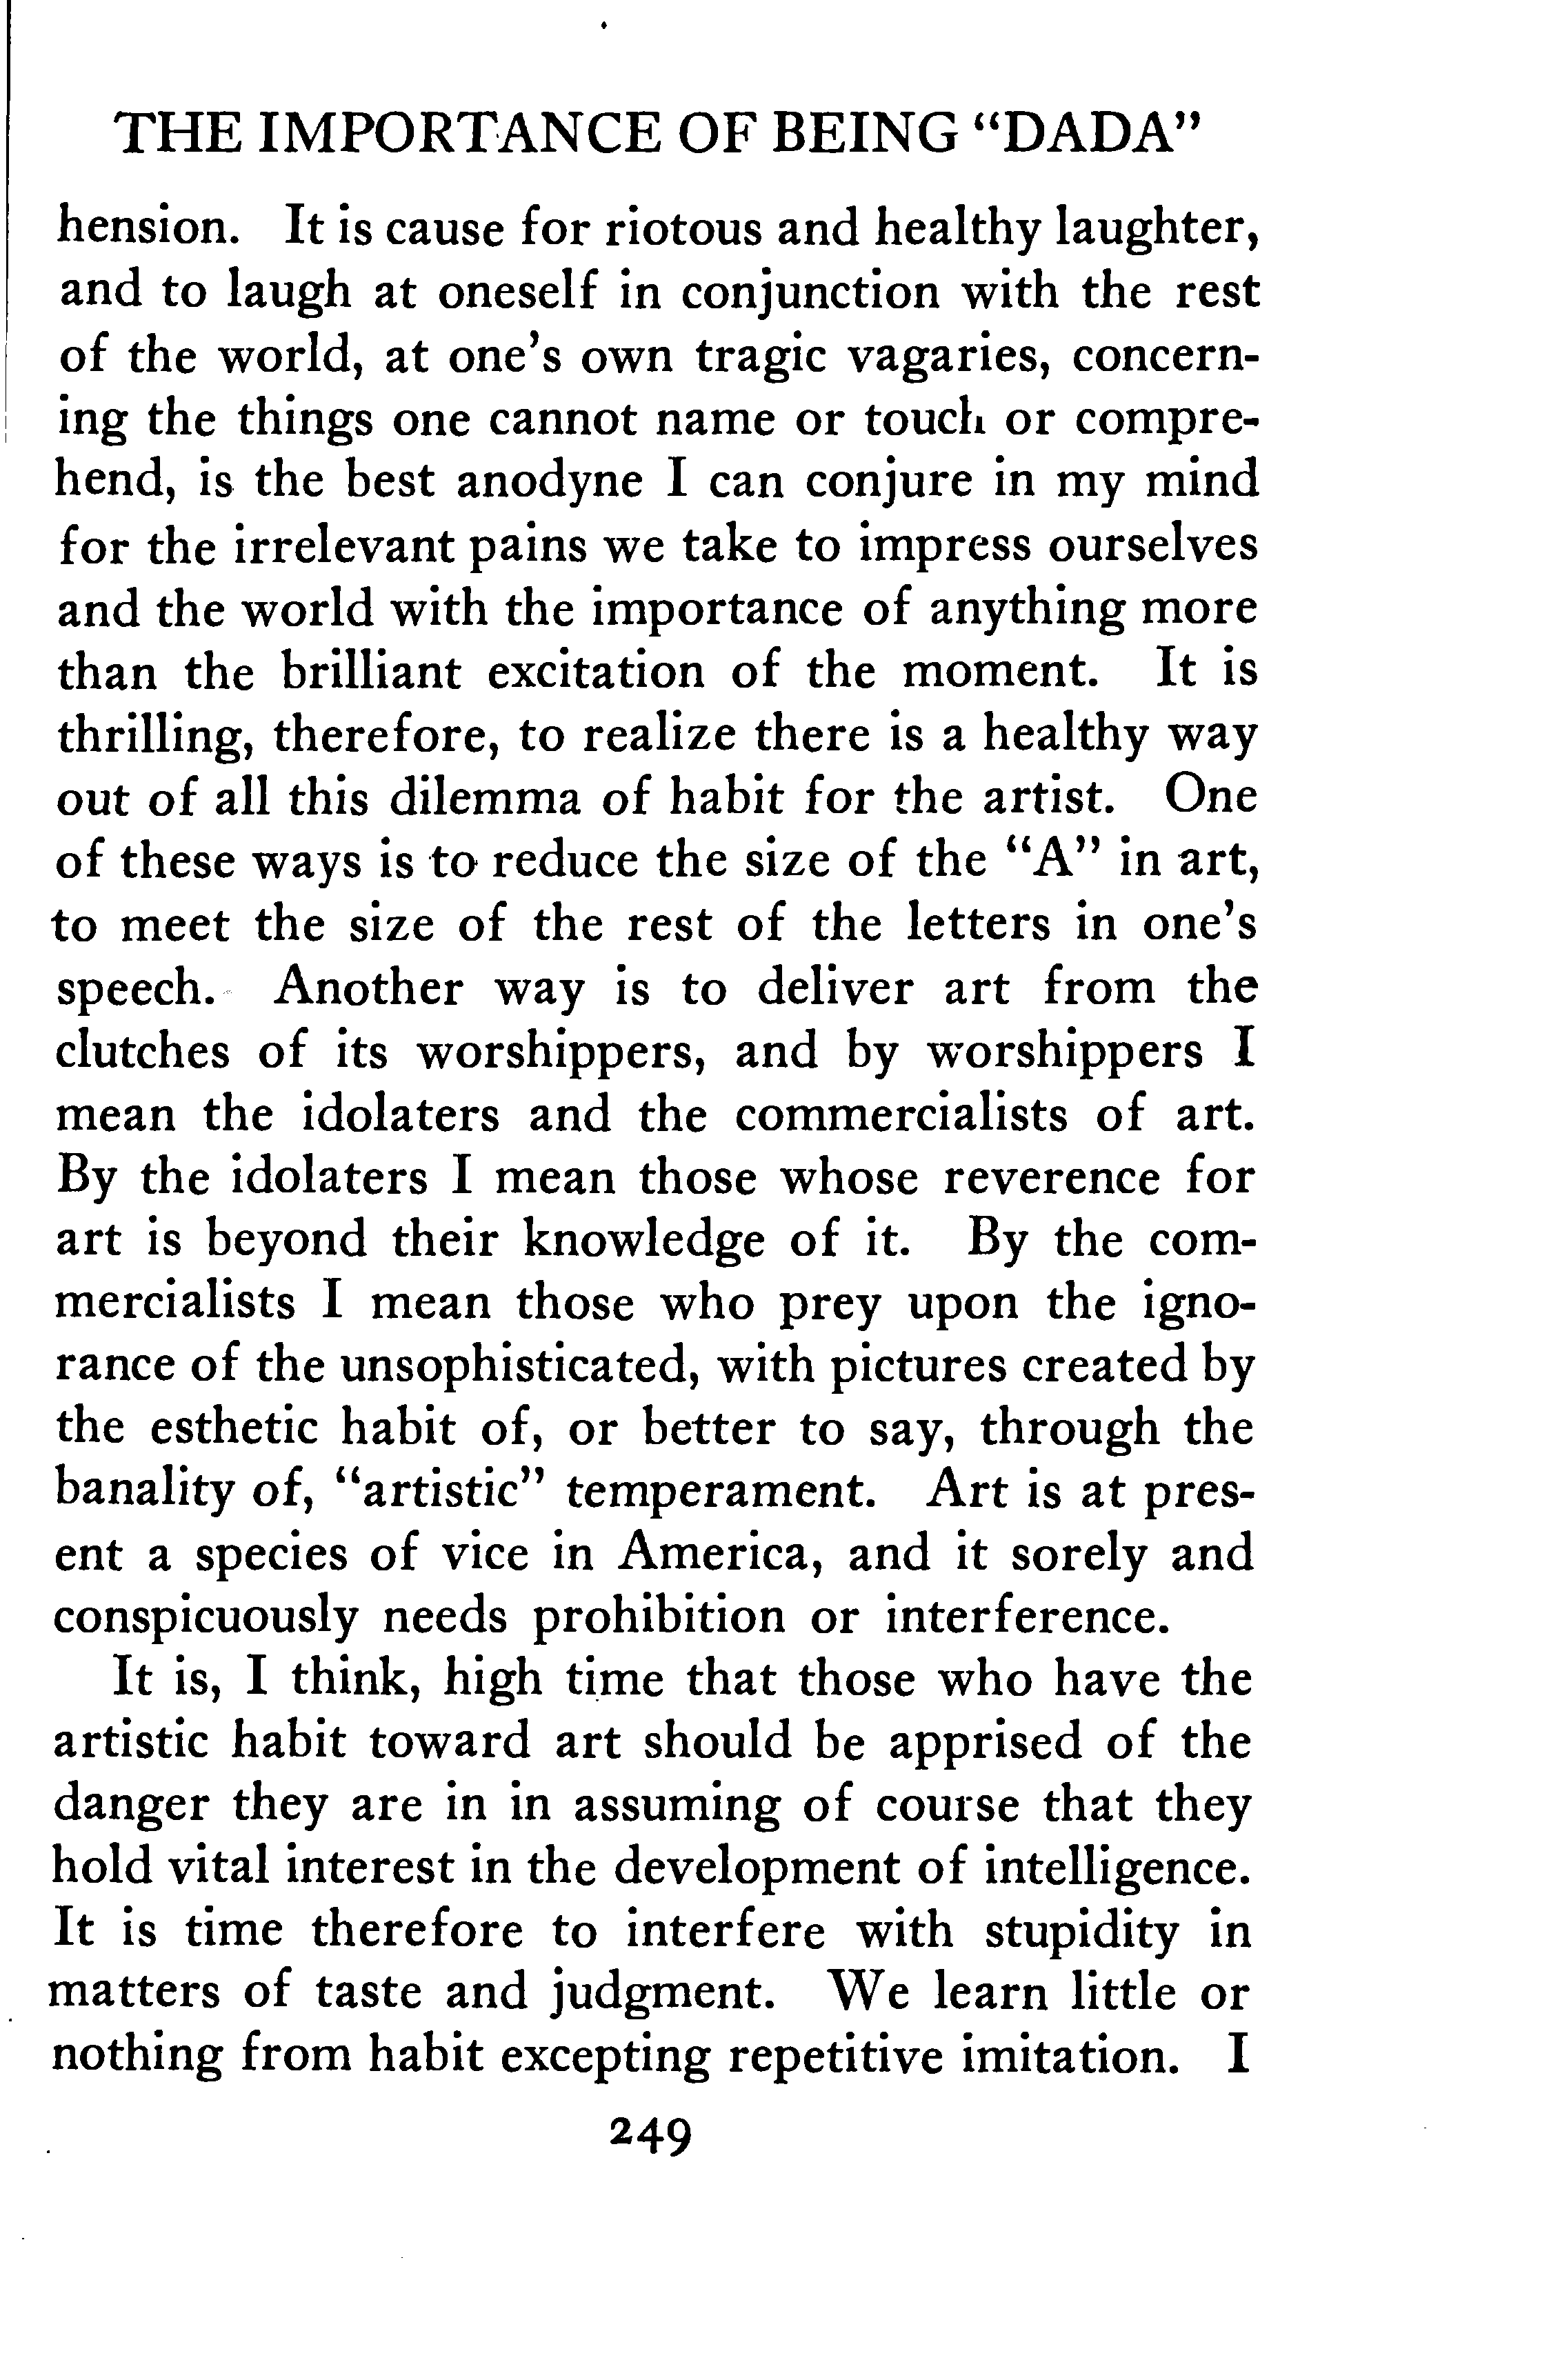 THE IMPORTANCE OF BEING “DADA”
hension. It is cause for riotous and healthy laughter,
and to laugh at oneself in conjunction with the rest
of the world, at one's own tragic vagaries, concern-
ing the things one cannot name or touch or compre-
hend, is the best anodyne I can conjure in my mind
for the irrelevant pains we take to impress ourselves
and the world with the importance of anything more
than the brilliant excitation of the moment. It is
thrilling, therefore, to realize there is a healthy way
out of all this dilemma of habit for the artist. One
of these ways is to reduce the size of the “A” in art,
to meet the size of the rest of the letters in one's
speech. Another way is to deliver art from the
clutches of its worshippers, and by worshippers I
mean the idolaters and the commercialists of art.
By the idolaters I mean those whose reverence for
art is beyond their knowledge of it. By the com-
mercialists I mean those who prey upon the igno-
rance of the unsophisticated, with pictures created by
the esthetic habit of, or better to say, through the
banality of, “artistic” temperament. Art is at pres-
ent a species of vice in America, and it sorely and
conspicuously needs prohibition or interference.
It is, I think, high time that those who have the
artistic habit toward art should be apprised of the
danger they are in in assuming of course that they
hold vital interest in the development of intelligence.
It is time therefore to interfere with stupidity in
matters of taste and judgment. We learn little or
nothing from habit excepting repetitive imitation. I
249